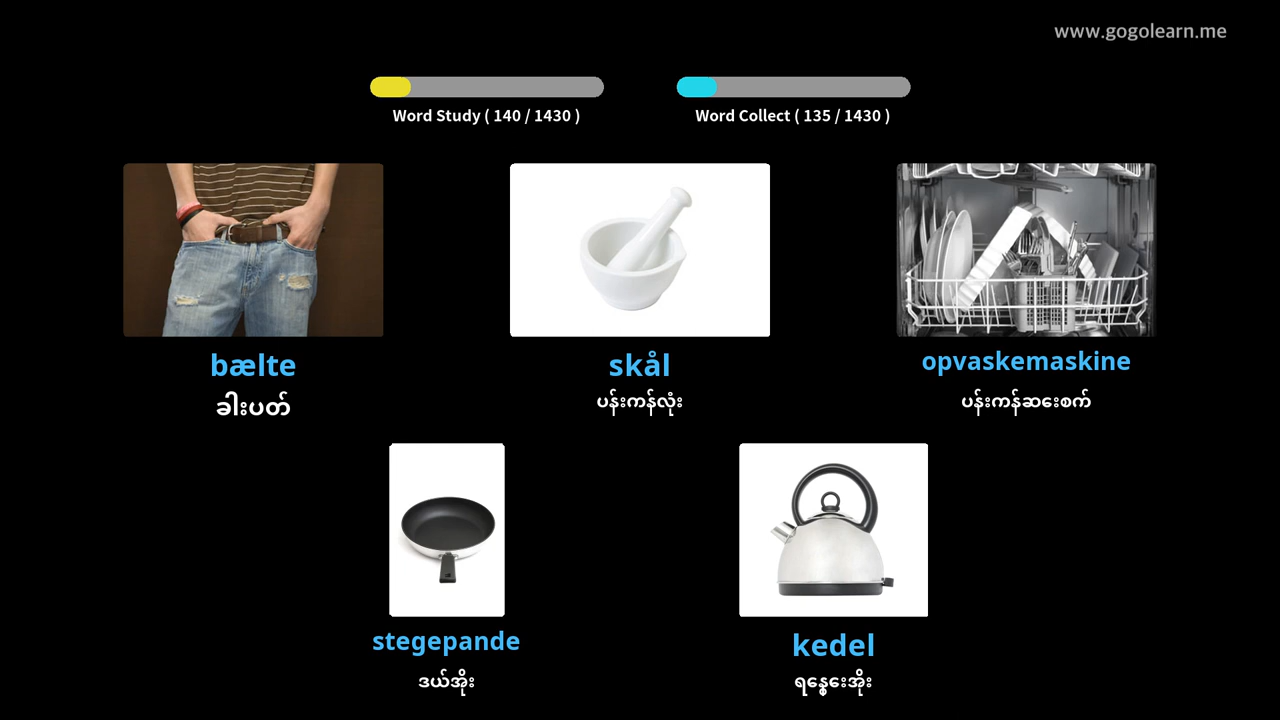 www.gogolearn.me
Word Study ( 140 / 1430 )
Word Collect ( 135 / 1430 )
bælte
ခါးပတ်
skål
ပန်းကန်လုံး
opvaskemaskine
ပန်းကန်ဆေးစက်
stegepande
ဒယ်အိုး
kedel
ရေနွေးအိုး